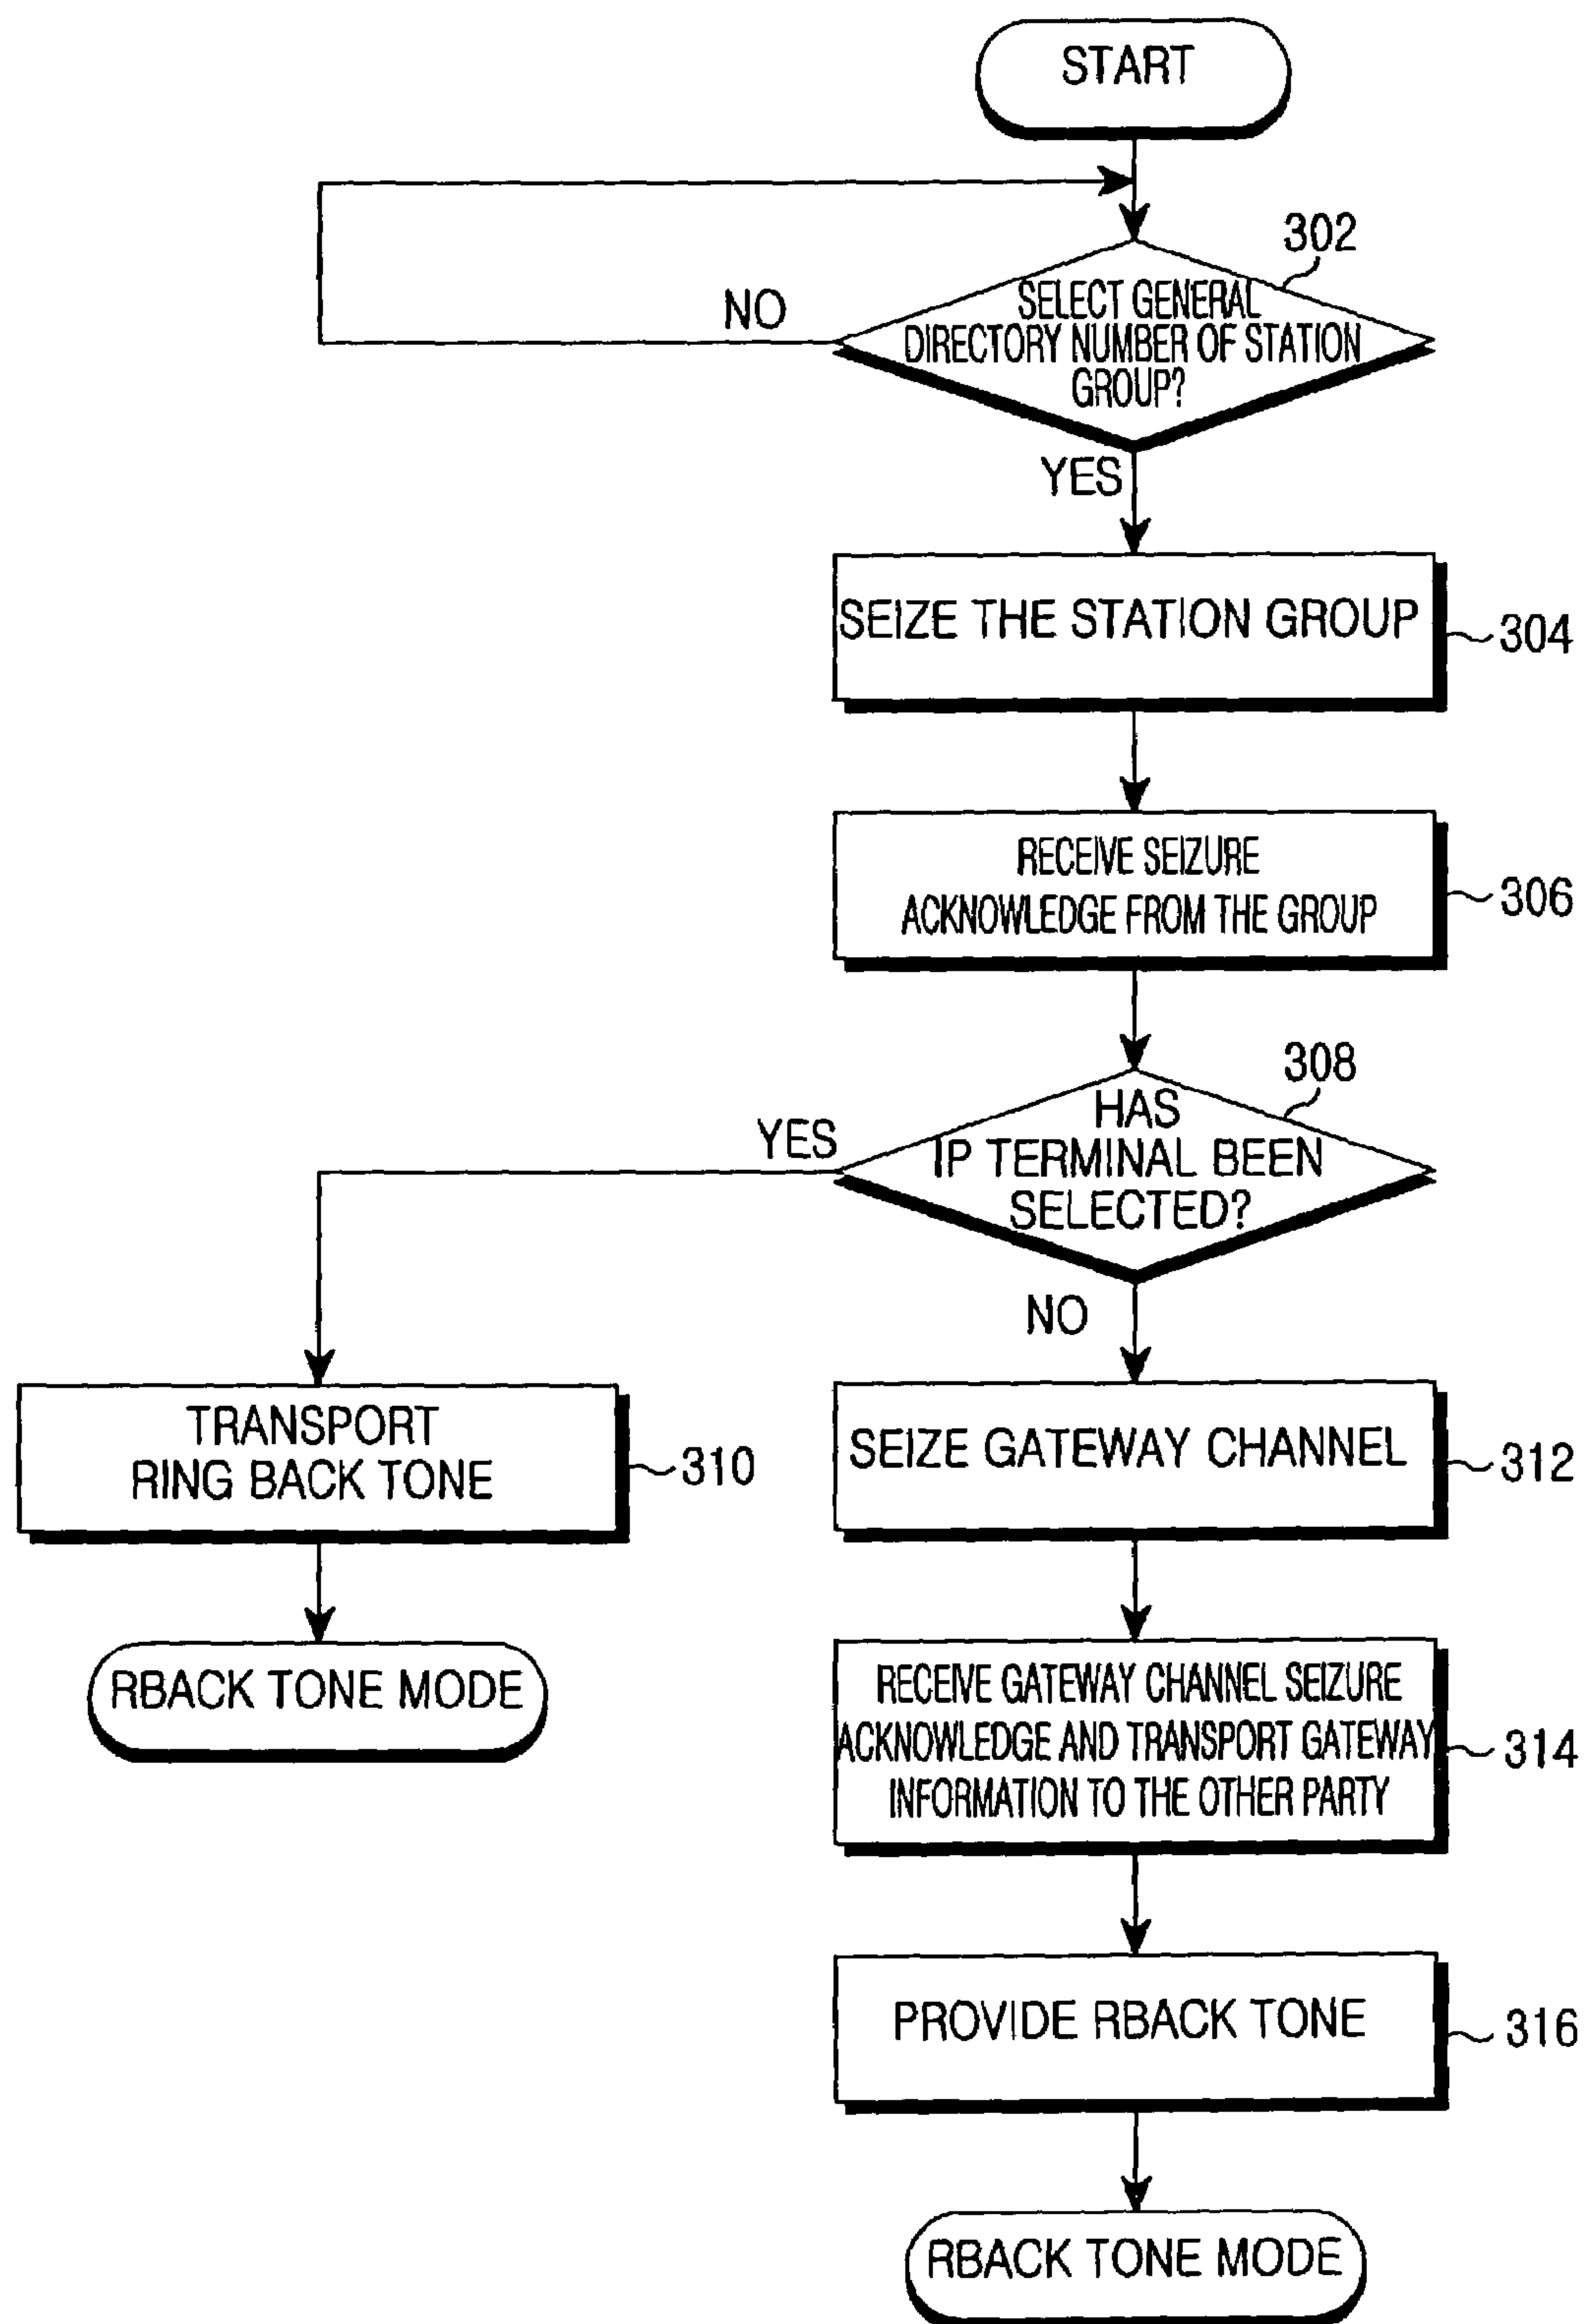 START
302
NO
SELECT GENERAL
DIRECTORY NUMBER OF STATION
GROUP?
YES
SEIZE THE STATION GROUP
304
RECEIVE SEIZURE
ACKNOWLEDGE FROM THE GROUP
306
308
YES
HAS
IP TERMINAL BEEN
SELECTED?
NO
TRANSPORT
RING BACK TONE
310
SEIZE GATEWAY CHANNEL
312
RBACK TONE MODE
RECEIVE GATEWAY CHANNEL SEIZURE
ACKNOWLEDGE AND TRANSPORT GATEWAY
INFORMATION TO THE OTHER PARTY
314
PROVIDE RBACK TONE
316
RBACK TONE MODE